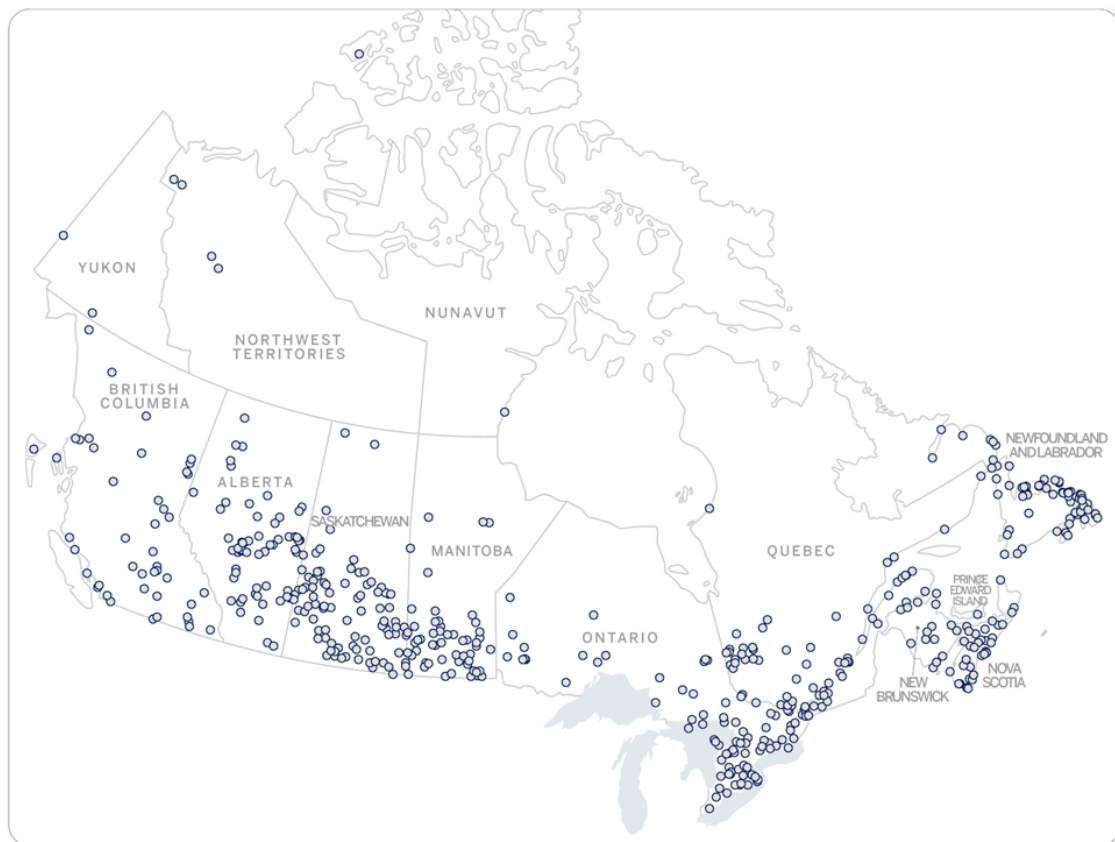 YUKON
NORTHWEST
TERRITORIES
NUNAVUT
BRITISH
COLUMBIA
ALBERTA
SASKATCHEWAN
MANITOBA
ONTARIO
QUEBEC
NEWFOUNDLAND
AND LABRADOR
PRINCE
EDWARD
ISLAND
NEW
BRUNSWICK
NOVA
SCOTIA